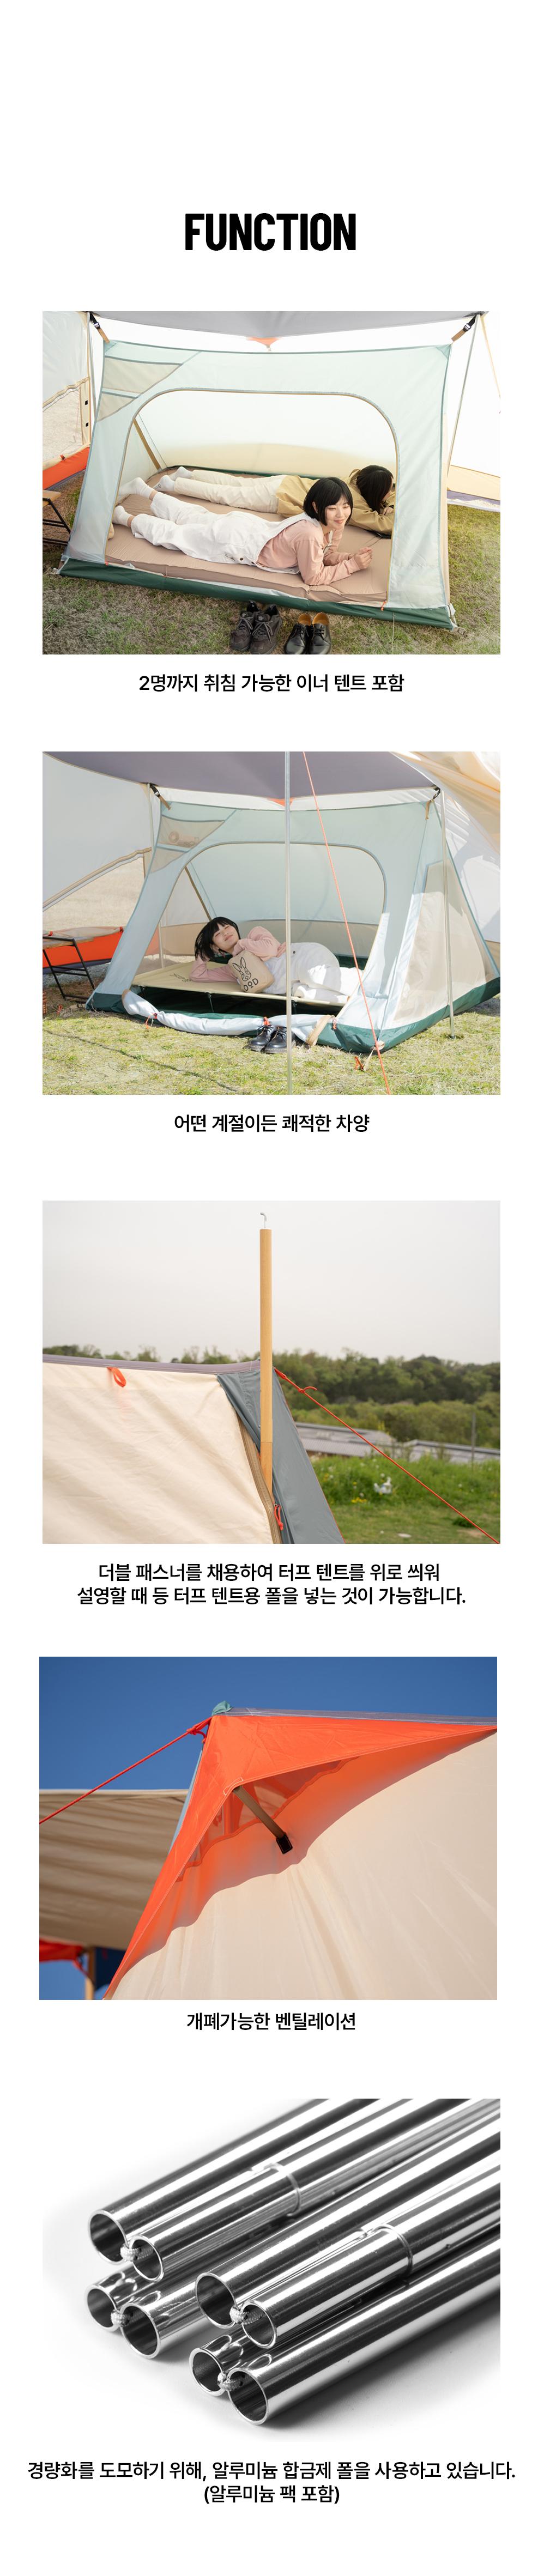 FUNCTION
2명까지 취침 가능한 이너 텐트 포함
어떤 계절이든 쾌적한 차양
더블 패스너를 채용하여 터프 텐트를 위로 씌워
설영할 때 등 터프 텐트용 폴을 넣는 것이 가능합니다.
개폐가능한 벤틸레이션
경량화를 도모하기 위해, 알루미늄 합금제 폴을 사용하고 있습니다.
(알루미늄 팩 포함)